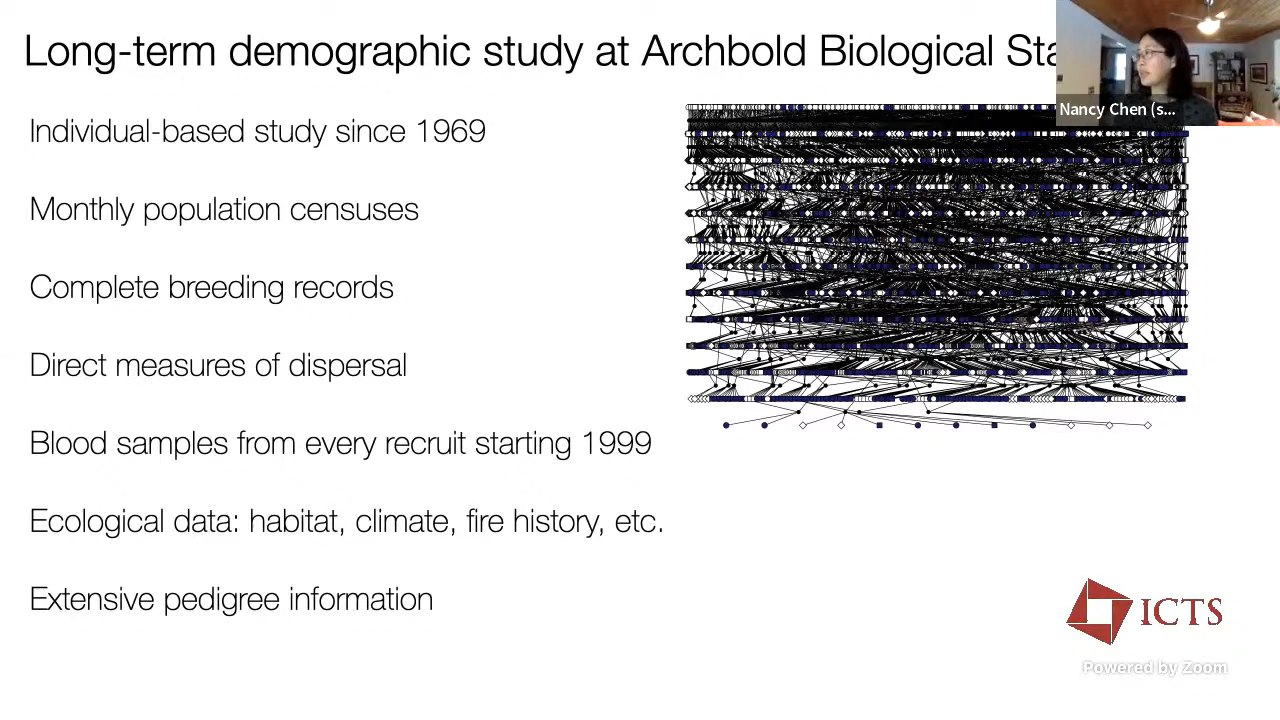 Long-term demographic study at Archbold Biological Sta
Nancy Chen (s...
Individual-based study since 1969
Monthly population censuses
Complete breeding records
Direct measures of dispersal
Blood samples from every recruit starting 1999
Ecological data: habitat, climate, fire history, etc.
Extensive pedigree information
ICTS
Powered by Zoom